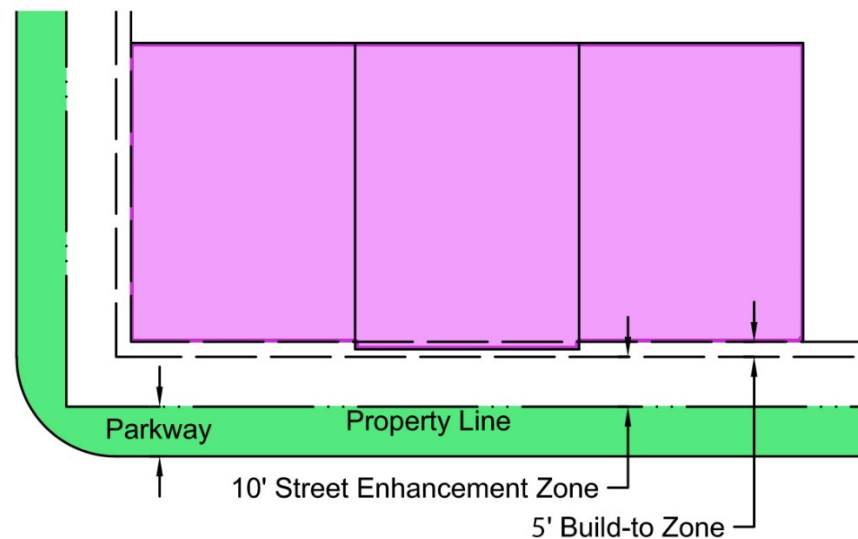 Parkway
Property Line
10' Street Enhancement Zone
5' Build-to Zone